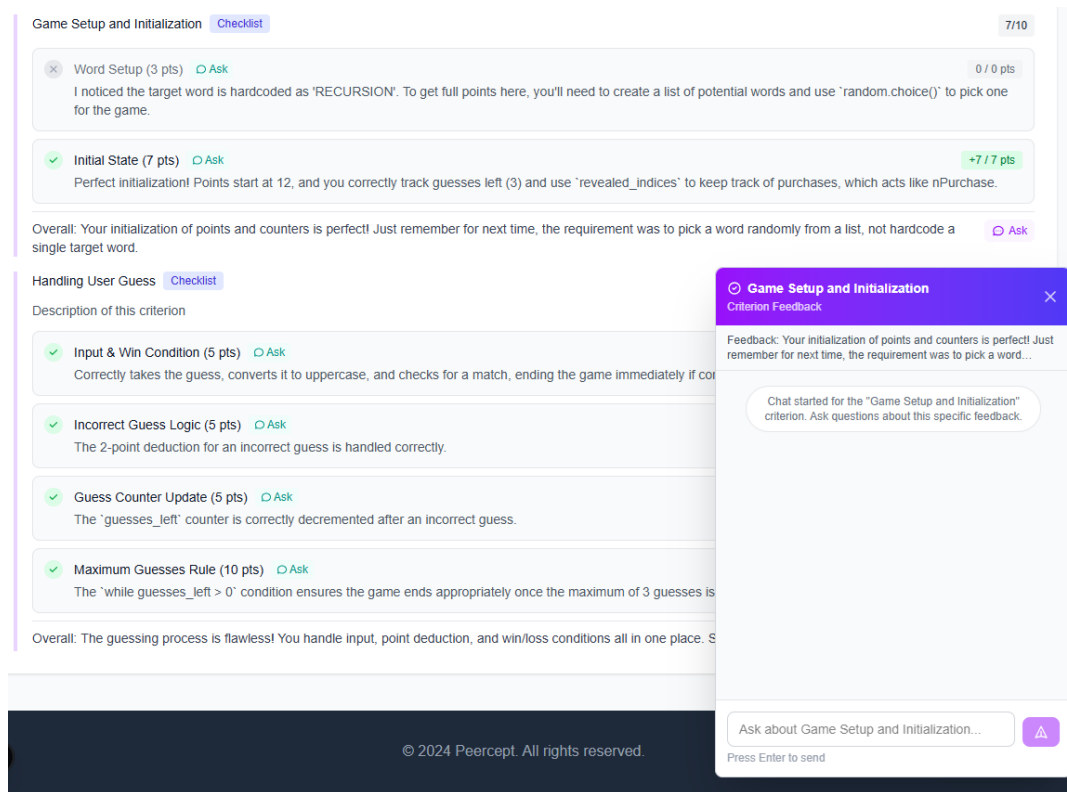 Game Setup and Initialization Checklist 7/10
Word Setup (3 pts) Ask 0 / 0 pts
I noticed the target word is hardcoded as 'RECURSION'. To get full points here, you'll need to create a list of potential words and use `random.choice()` to pick one
for the game.
Initial State (7 pts) Ask +7 / 7 pts
Perfect initialization! Points start at 12, and you correctly track guesses left (3) and use `revealed_indices` to keep track of purchases, which acts like nPurchase.
Overall: Your initialization of points and counters is perfect! Just remember for next time, the requirement was to pick a word randomly from a list, not hardcode a
single target word.
Ask
Handling User Guess Checklist
Description of this criterion
Input & Win Condition (5 pts) Ask
Correctly takes the guess, converts it to uppercase, and checks for a match, ending the game immediately if
Incorrect Guess Logic (5 pts) Ask
The 2-point deduction for an incorrect guess is handled correctly.
Guess Counter Update (5 pts) Ask
The `guesses_left` counter is correctly decremented after an incorrect guess.
Maximum Guesses Rule (10 pts) Ask
The `while guesses_left > 0` condition ensures the game ends appropriately once the maximum of 3 guesses is
Overall: The guessing process is flawless! You handle input, point deduction, and win/loss conditions all in one place.
Game Setup and Initialization
Criterion Feedback
Feedback: Your initialization of points and counters is perfect! Just
remember for next time, the requirement was to pick a word…
Chat started for the "Game Setup and Initialization"
criterion. Ask questions about this specific feedback.
Ask about Game Setup and Initialization...
Press Enter to send
© 2024 Peercept. All rights reserved.